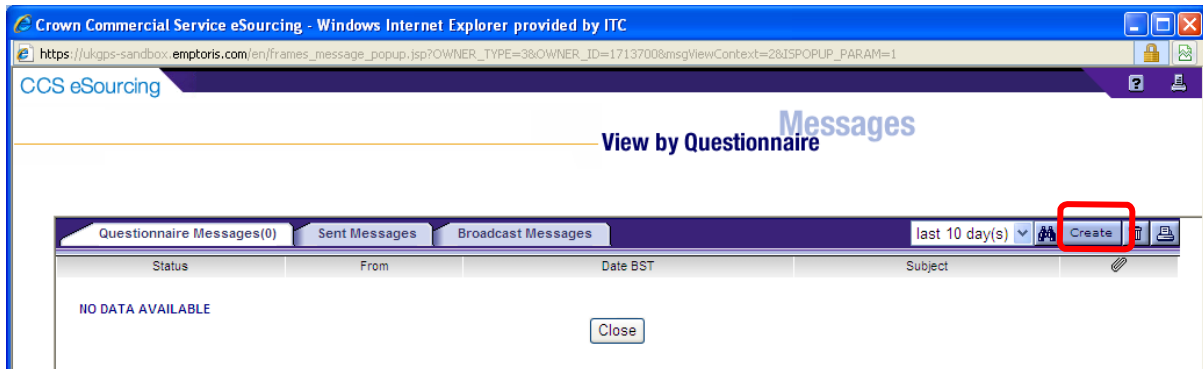 Crown Commercial Service eSourcing - Windows Internet Explorer provided by ITC
https://ukgps-sandbox.emptoris.com/en/frames_message_popup.jsp?OWNER_TYPE=3&OWNER_ID=1713700&msgViewContext=2&ISPOPUP_PARAM=1
CCS eSourcing ?
Messages
View by Questionnaire
Questionnaire Messages(0) Sent Messages Broadcast Messages last 10 day(s) Create
Status From Date BST Subject
NO DATA AVAILABLE
Close